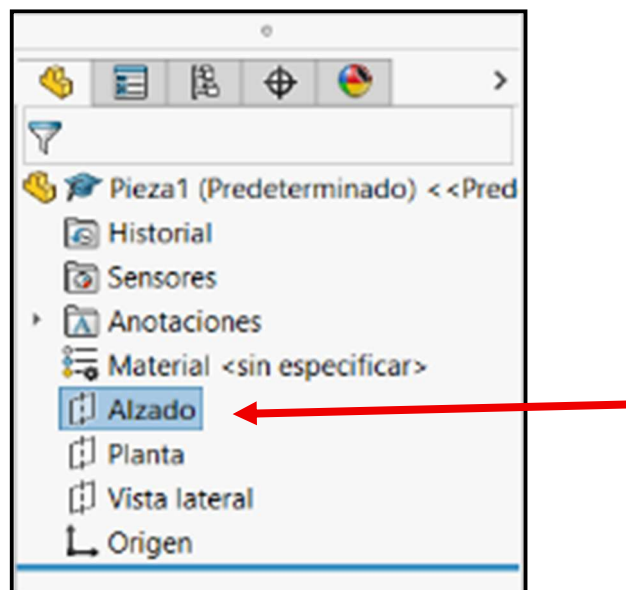 Pieza1 (Predeterminado) <<Pred
Historial
Sensores
Anotaciones
Material <sin especificar>
Alzado
Planta
Vista lateral
Origen